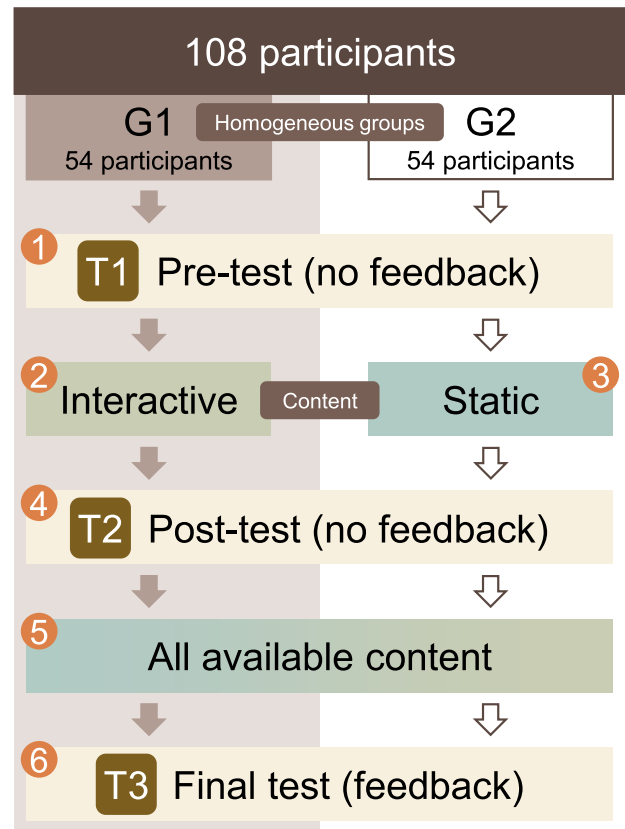 108 participants
G1
Homogeneous groups
G2
54 participants
54 participants
1
T1 Pre-test (no feedback)
2
3
Interactive
Content
Static
4
T2 Post-test (no feedback)
5
All available content
6
T3 Final test (feedback)